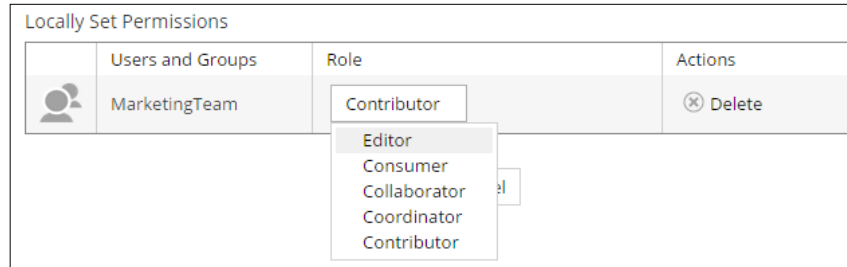 Locally Set Permissions
Users and Groups Role Actions
MarketingTeam Contributor Delete
Editor
Consumer
Collaborator
Coordinator
Contributor